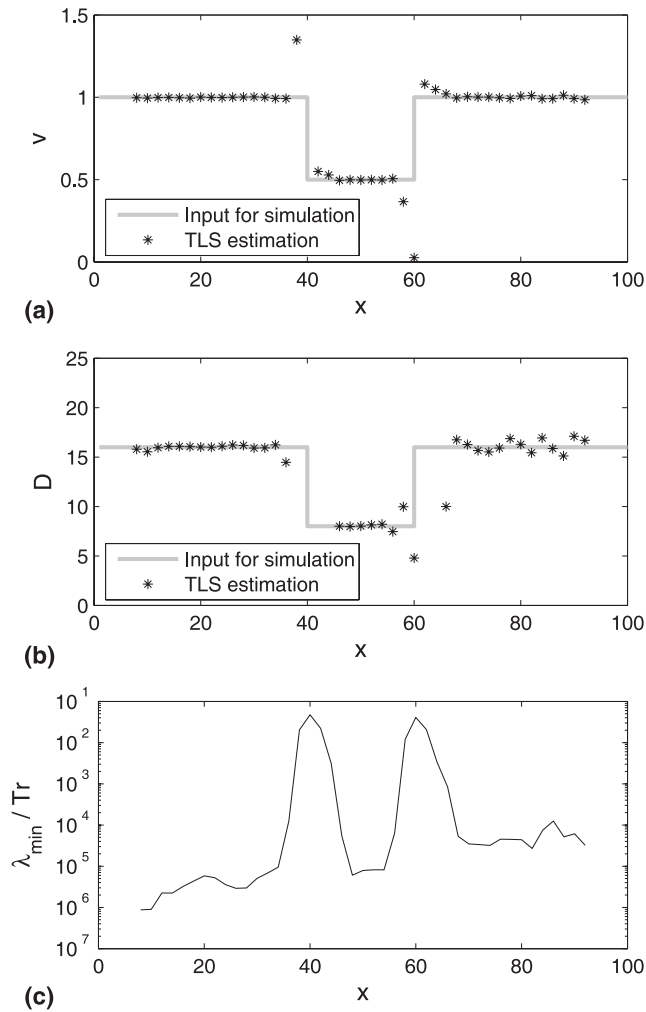 1.5
1
0.5
0
v
Input for simulation
TLS estimation
0 20 40 60 80 100
x
(a)
25
20
15
10
5
0
D
Input for simulation
TLS estimation
0 20 40 60 80 100
x
(b)
10^1
10^2
10^3
10^4
10^5
10^6
10^7
λmin / Tr
0 20 40 60 80 100
x
(c)